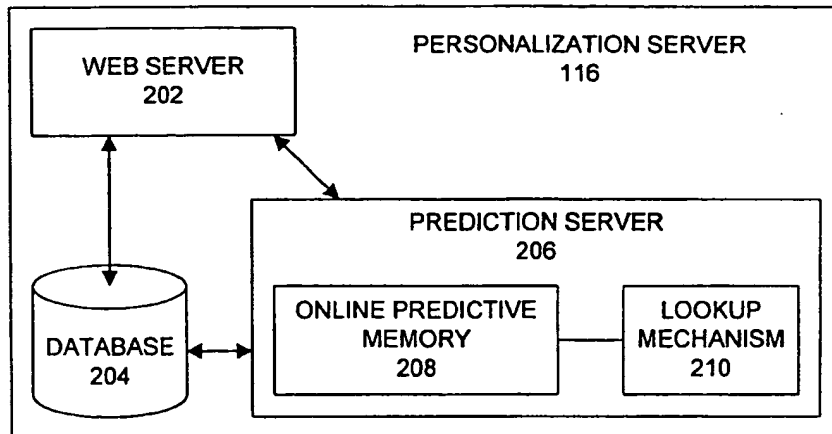 PERSONALIZATION SERVER
116
WEB SERVER
202
PREDICTION SERVER
206
ONLINE PREDICTIVE
MEMORY
208
LOOKUP
MECHANISM
210
DATABASE
204